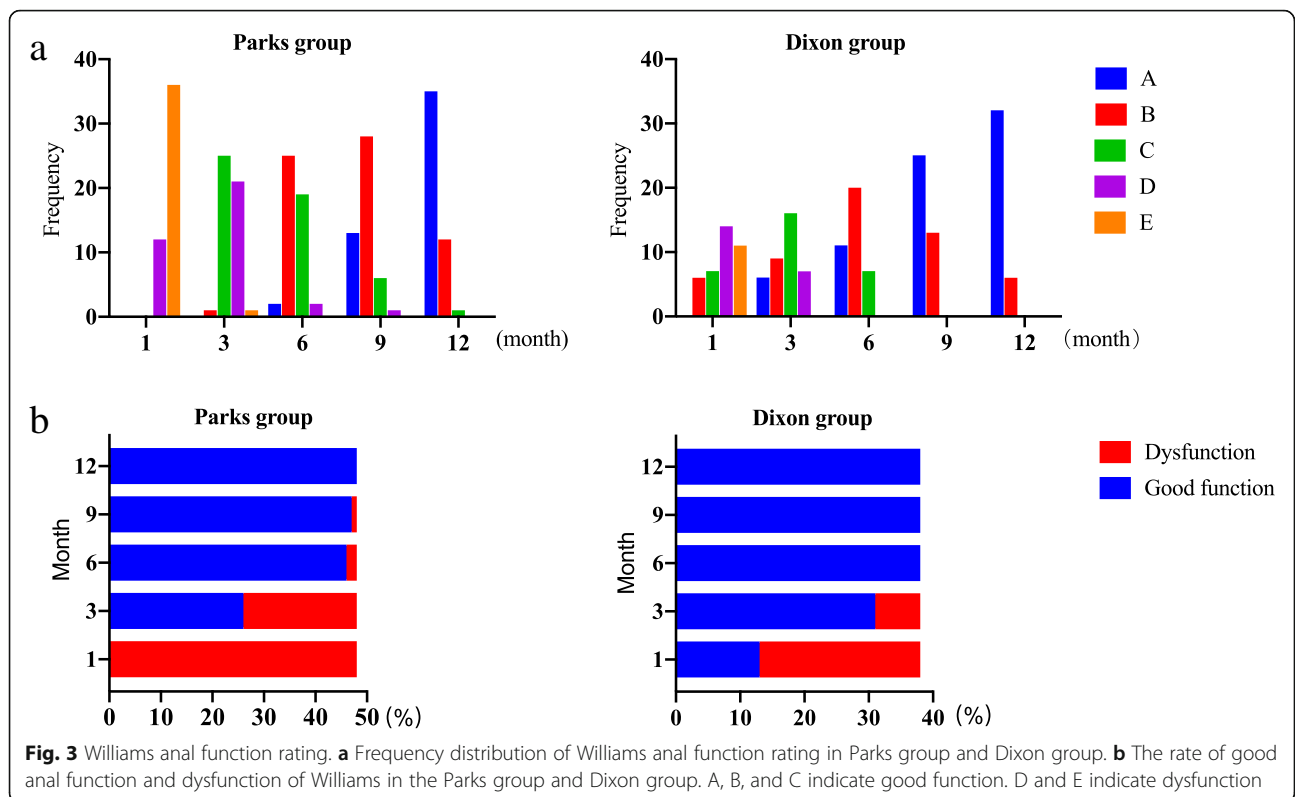 a
Parks group
Dixon group
40
30
20
10
0
Frequency
1 3 6 9 12 (month)
40
30
20
10
0
Frequency
1 3 6 9 12 (month)
A
B
C
D
E
b
Parks group
Dixon group
12
9
6
3
1
Month
0 10 20 30 40 50 (%)
12
9
6
3
1
Month
0 10 20 30 40 (%)
Dysfunction
Good function
Fig. 3 Williams anal function rating. a Frequency distribution of Williams anal function rating in Parks group and Dixon group. b The rate of good
anal function and dysfunction of Williams in the Parks group and Dixon group. A, B, and C indicate good function. D and E indicate dysfunction